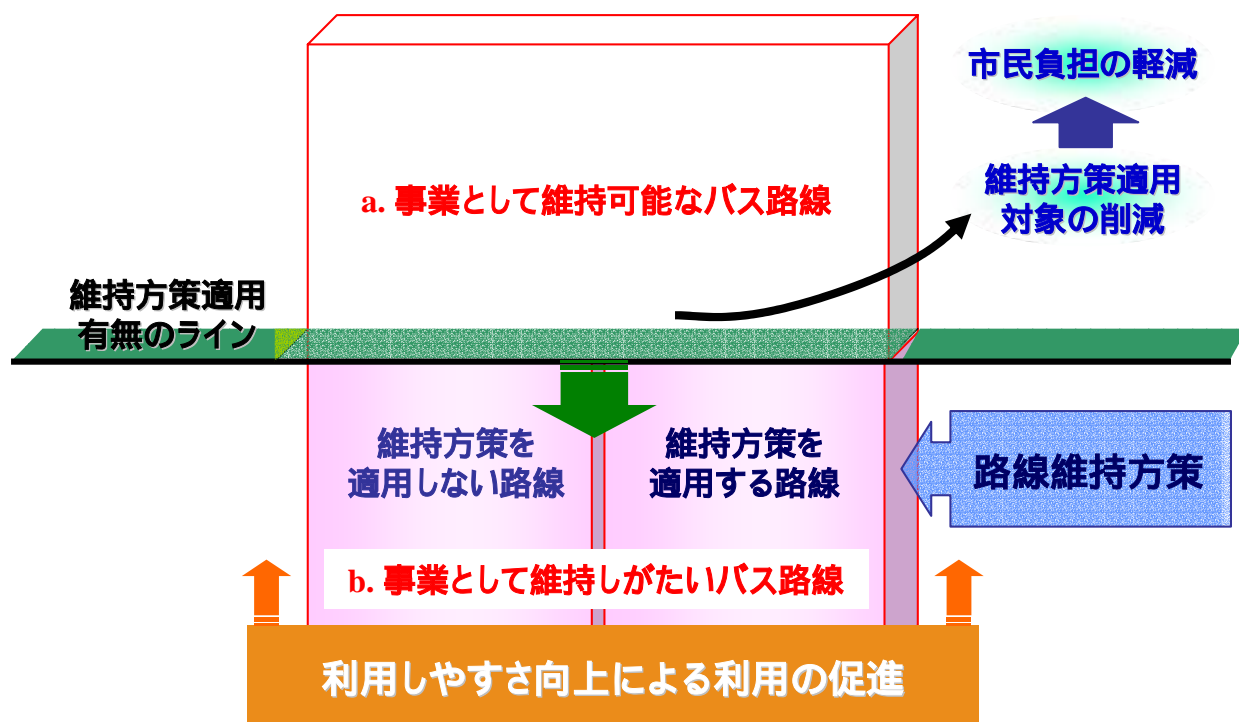 市民負担の軽減
維持方策適用
対象の削減
a. 事業として維持可能なバス路線
維持方策適用
有無のライン
維持方策を
適用しない路線
維持方策を
適用する路線
路線維持方策
b. 事業として維持しがたいバス路線
利用しやすさ向上による利用の促進